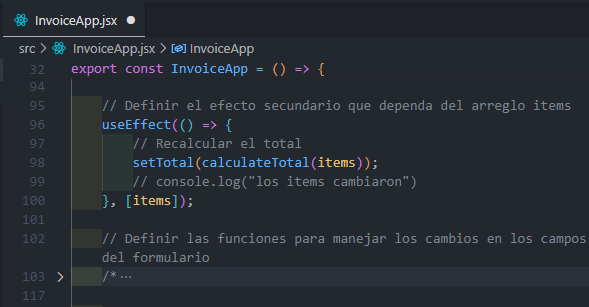 InvoiceApp.jsx
src > InvoiceApp.jsx > InvoiceApp
32 export const InvoiceApp = () => {
94
95 // Definir el efecto secundario que dependa del arreglo items
96 useEffect(() => {
97 // Recalcular el total
98 setTotal(calculateTotal(items));
99 // console.log("los items cambiaron")
100 }, [items]);
101
102 // Definir las funciones para manejar los cambios en los campos
del formulario
103 > /* ···
117